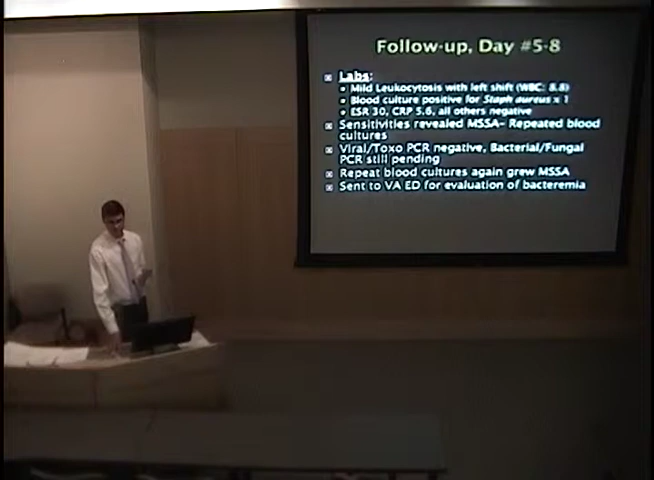 Follow-up, Day #5-8
Labs:
Mild Leukocytosis with left shift (WBC: 8.8)
Blood culture positive for Staph aureus x 1
ESR 30, CRP 5.6, all others negative
Sensitivities revealed MSSA- Repeated blood
cultures
Viral/Toxo PCR negative, Bacterial/Fungal
PCR still pending
Repeat blood cultures again grew MSSA
Sent to VA ED for evaluation of bacteremia